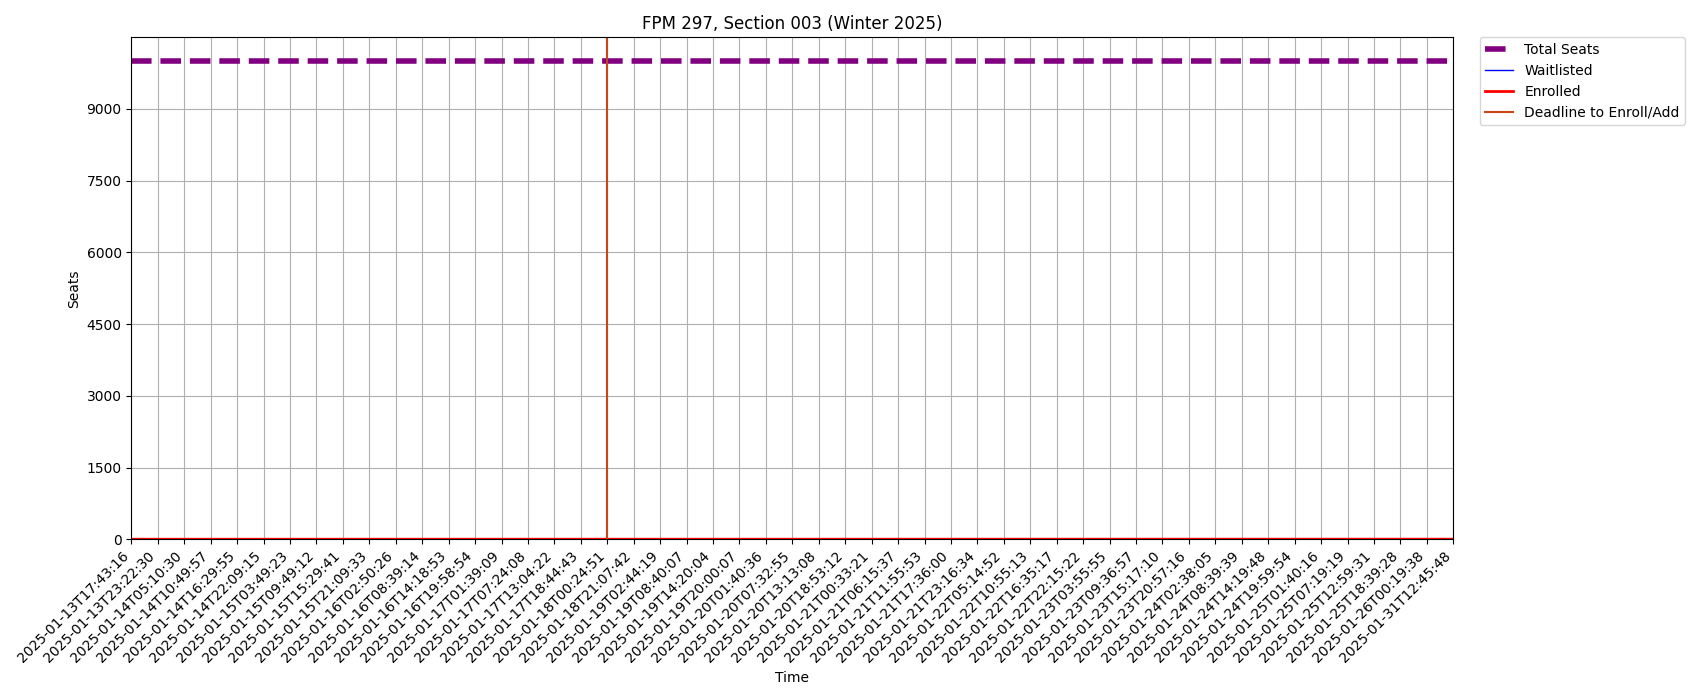 FPM 297, Section 003 (Winter 2025)
Total Seats
Waitlisted
Enrolled
Deadline to Enroll/Add
9000
7500
6000
4500
3000
1500
0
Seats
2025-01-13T17:43:16
2025-01-13T23:22:30
2025-01-14T05:10:30
2025-01-14T10:49:57
2025-01-14T16:29:55
2025-01-14T22:09:15
2025-01-15T03:49:23
2025-01-15T09:49:12
2025-01-15T15:29:41
2025-01-15T21:09:33
2025-01-16T02:50:26
2025-01-16T08:39:14
2025-01-16T14:18:53
2025-01-16T19:58:54
2025-01-17T01:39:09
2025-01-17T07:24:08
2025-01-17T13:04:22
2025-01-17T18:44:43
2025-01-18T00:24:51
2025-01-18T21:07:42
2025-01-19T02:44:19
2025-01-19T08:40:07
2025-01-19T14:20:04
2025-01-19T20:00:07
2025-01-20T01:40:36
2025-01-20T07:32:55
2025-01-20T13:13:08
2025-01-20T18:53:12
2025-01-21T00:33:21
2025-01-21T06:15:37
2025-01-21T11:55:53
2025-01-21T17:36:00
2025-01-21T23:16:34
2025-01-22T05:14:52
2025-01-22T10:55:13
2025-01-22T16:35:17
2025-01-22T22:15:22
2025-01-23T03:55:55
2025-01-23T09:36:57
2025-01-23T15:17:10
2025-01-23T20:57:16
2025-01-24T02:38:05
2025-01-24T08:39:39
2025-01-24T14:19:48
2025-01-24T19:59:54
2025-01-25T01:40:16
2025-01-25T07:19:19
2025-01-25T12:59:31
2025-01-25T18:39:28
2025-01-26T00:19:38
2025-01-31T12:45:48
Time